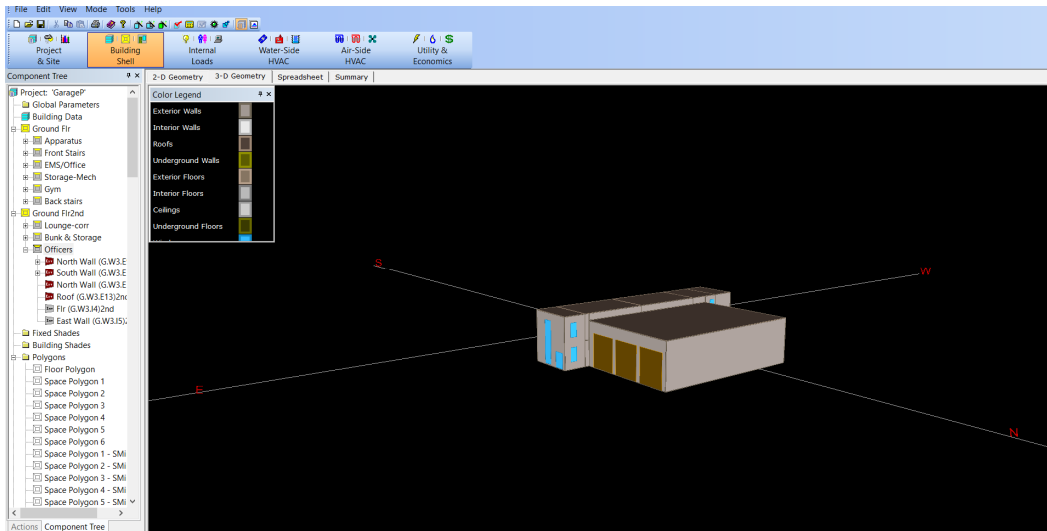 File Edit View Mode Tools Help
Project & Site
Building Shell
Internal Loads
Water-Side HVAC
Air-Side HVAC
Utility & Economics
Component Tree
2-D Geometry 3-D Geometry Spreadsheet Summary
Project: 'GarageP'
Global Parameters
Building Data
Ground Flr
Apparatus
Front Stairs
EMS/Office
Storage-Mech
Gym
Back stairs
Ground Flr2nd
Lounge-corr
Bunk & Storage
Officers
North Wall (G.W3.E
South Wall (G.W3.E
North Wall (G.W3.E
Roof (G.W3.E13)2nd
Flr (G.W3.I4)2nd
East Wall (G.W3.I5)2
Fixed Shades
Building Shades
Polygons
Floor Polygon
Space Polygon 1
Space Polygon 2
Space Polygon 3
Space Polygon 4
Space Polygon 5
Space Polygon 6
Space Polygon 1 - SMi
Space Polygon 2 - SMi
Space Polygon 3 - SMi
Space Polygon 4 - SMi
Space Polygon 5 - SMi
Actions Component Tree
Color Legend
Exterior Walls
Interior Walls
Roofs
Underground Walls
Exterior Floors
Interior Floors
Ceilings
Underground Floors
S
W
E
N